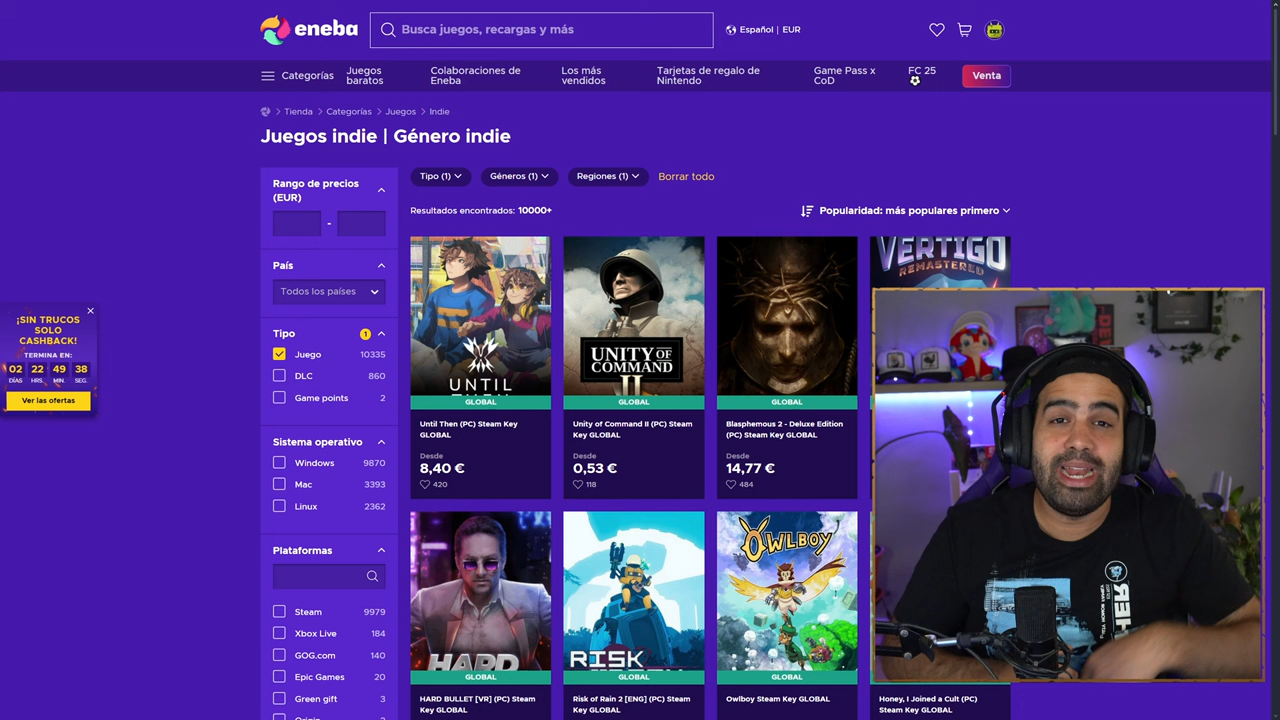 eneba
Busca juegos, recargas y más
Español | EUR
Categorías
Juegos
baratos
Colaboraciones de
Eneba
Los más
vendidos
Tarjetas de regalo de
Nintendo
Game Pass x
CoD
FC 25
Venta
Tienda
Categorías
Juegos
Indie
Juegos indie | Género indie
Rango de precios
(EUR)
-
País
Todos los países
Tipo
1
Juego 10335
DLC 860
Game points 2
Sistema operativo
Windows 9870
Mac 3393
Linux 2362
Plataformas
Steam 9979
Xbox Live 184
GOG.com 140
Epic Games 20
Green gift 3
Tipo (1)
Géneros (1)
Regiones (1)
Borrar todo
Resultados encontrados: 10000+
Popularidad: más populares primero
UNTIL
GLOBAL
Until Then (PC) Steam
Key GLOBAL
Desde
8,40 €
420
UNITY OF
COMMAND
II
GLOBAL
Unity of Command II (PC) Steam
Key GLOBAL
Desde
0,53 €
118
GLOBAL
Blasphemous 2 - Deluxe Edition
(PC) Steam Key GLOBAL
Desde
14,77 €
484
VERTIGO
REMASTERED
HARD
GLOBAL
HARD BULLET [VR] (PC) Steam
Key GLOBAL
RISK
GLOBAL
Risk of Rain 2 [ENG] (PC) Steam
Key GLOBAL
OWLBOY
GLOBAL
Owlboy Steam Key GLOBAL
Honey, I Joined a Cult (PC)
Steam Key GLOBAL
¡SIN TRUCOS
SOLO
CASHBACK!
TERMINA EN:
02 22 49 38
DÍAS HRS. MIN. SEG.
Ver las ofertas